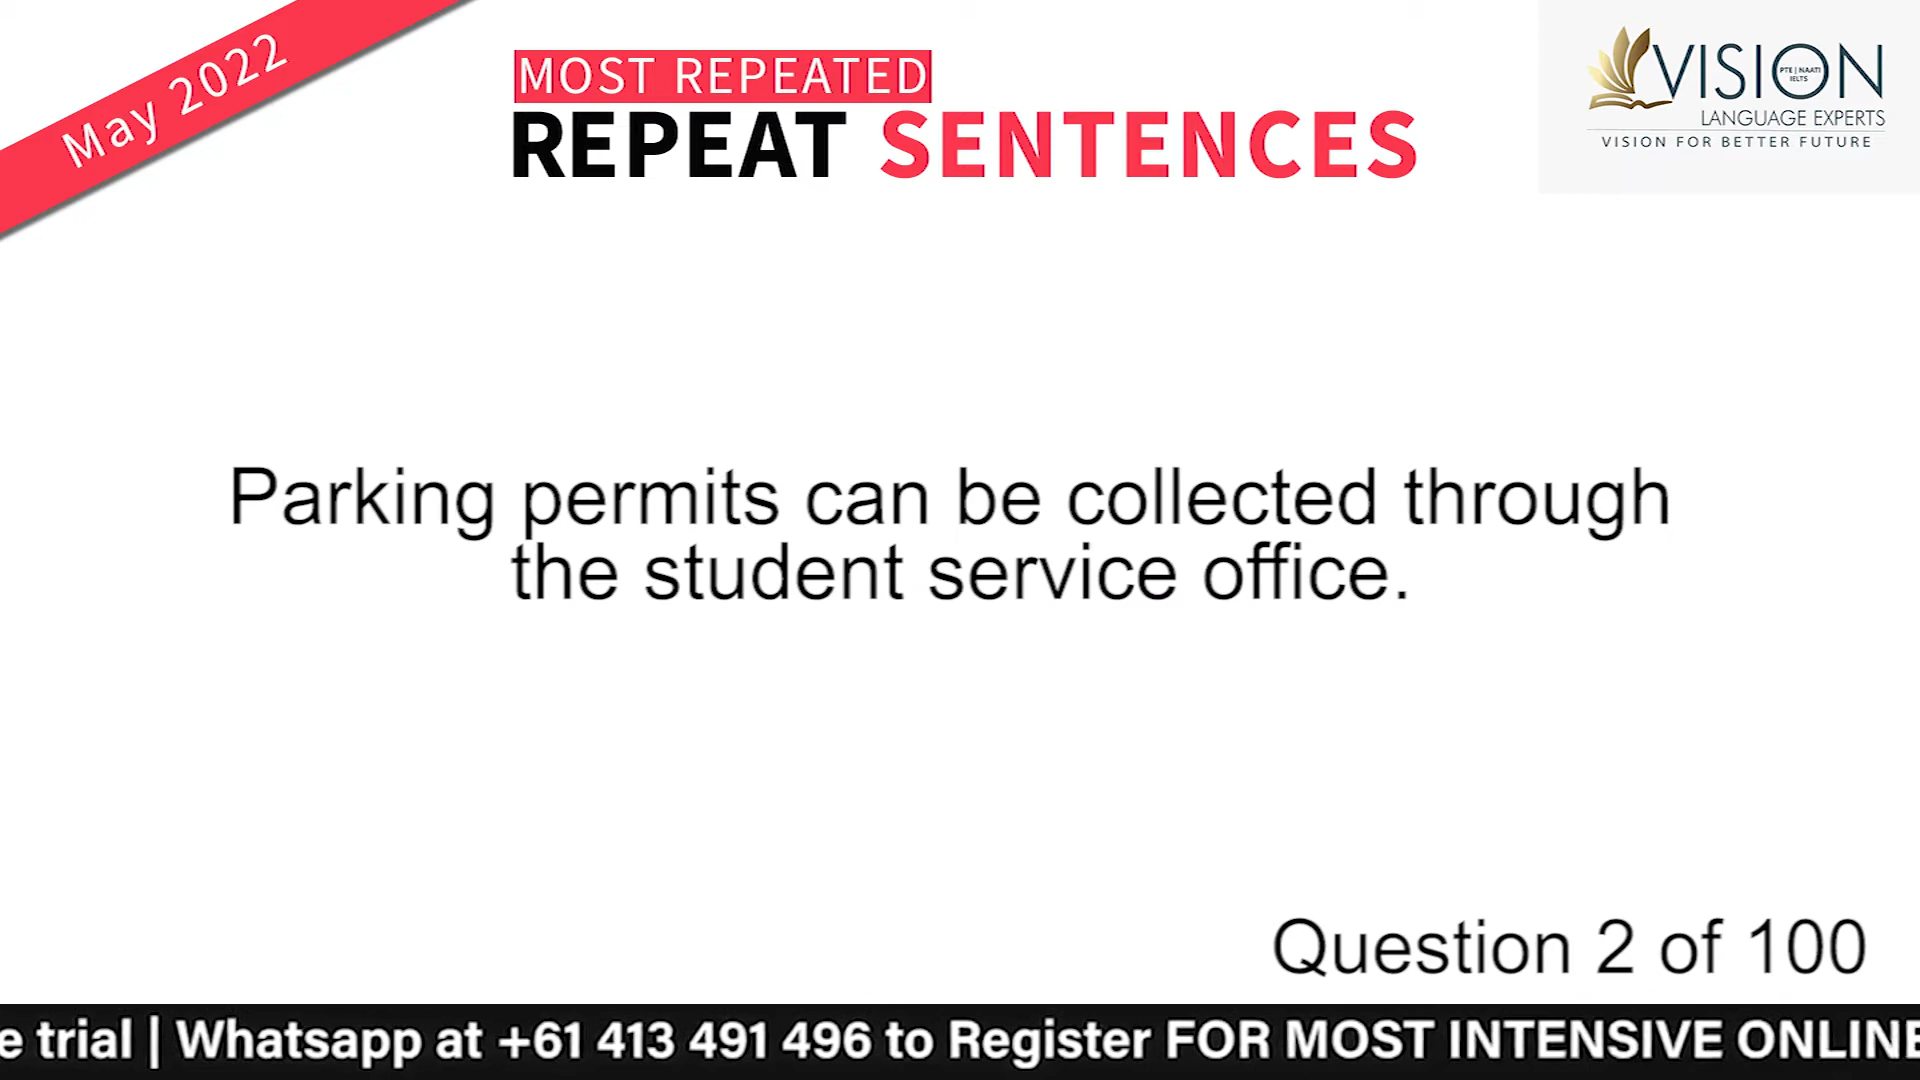 May 2022
MOST REPEATED
REPEAT SENTENCES
VISION
PTE | NAATI
IELTS
LANGUAGE EXPERTS
VISION FOR BETTER FUTURE
Parking permits can be collected through
the student service office.
Question 2 of 100
e trial | Whatsapp at +61 413 491 496 to Register FOR MOST INTENSIVE ONLINE